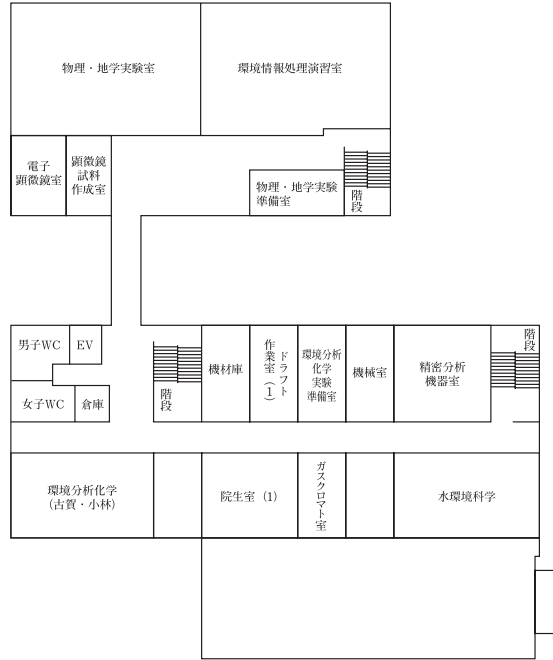 物理・地学実験室
環境情報処理演習室
電子
顕微鏡室
顕微鏡
試料
作成室
物理・地学実験
準備室
階段
男子WC
EV
女子WC
倉庫
階段
機材庫
ドラフト
作業室（1）
環境分析
化学
実験
準備室
機械室
精密分析
機器室
階段
環境分析化学
(古賀・小林)
院生室（1）
ガスクロマト室
水環境科学